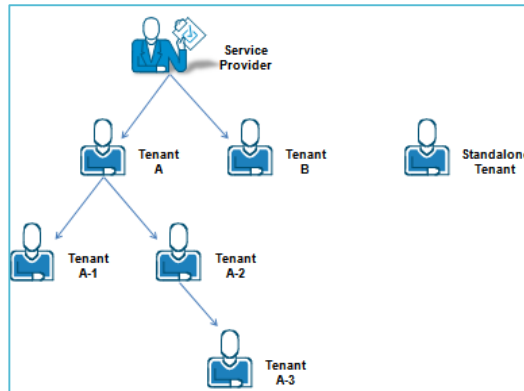 Service
Provider
Tenant
A
Tenant
B
Standalone
Tenant
Tenant
A-1
Tenant
A-2
Tenant
A-3